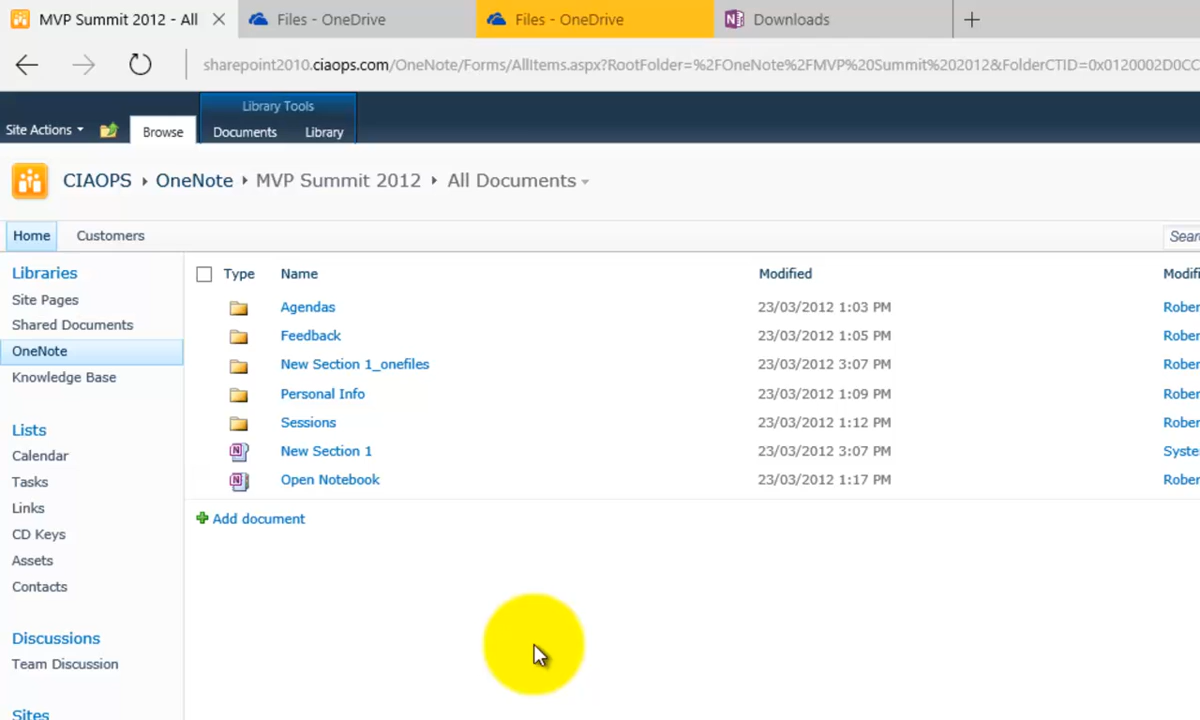 MVP Summit 2012 - All
Files - OneDrive
Files - OneDrive
Downloads
sharepoint2010.ciaops.com/OneNote/Forms/AllItems.aspx?RootFolder=%2FOneNote%2FMVP%20Summit%202012&FolderCTID=0x0120002D0CC
Library Tools
Site Actions
Browse
Documents
Library
CIAOPS
OneNote
MVP Summit 2012
All Documents
Home
Customers
Sear
Libraries
Site Pages
Shared Documents
OneNote
Knowledge Base
Lists
Calendar
Tasks
Links
CD Keys
Assets
Contacts
Discussions
Team Discussion
Sites
Type Name Modified Modifi
Agendas 23/03/2012 1:03 PM Rober
Feedback 23/03/2012 1:05 PM Rober
New Section 1_onefiles 23/03/2012 3:07 PM Rober
Personal Info 23/03/2012 1:09 PM Rober
Sessions 23/03/2012 1:12 PM Rober
New Section 1 23/03/2012 3:07 PM Syste
Open Notebook 23/03/2012 1:17 PM Rober
Add document